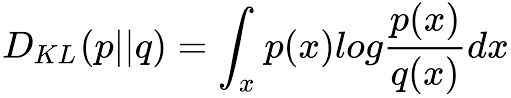 D_{KL}(p||q) = \int_x p(x) log \frac{p(x)}{q(x)} dx